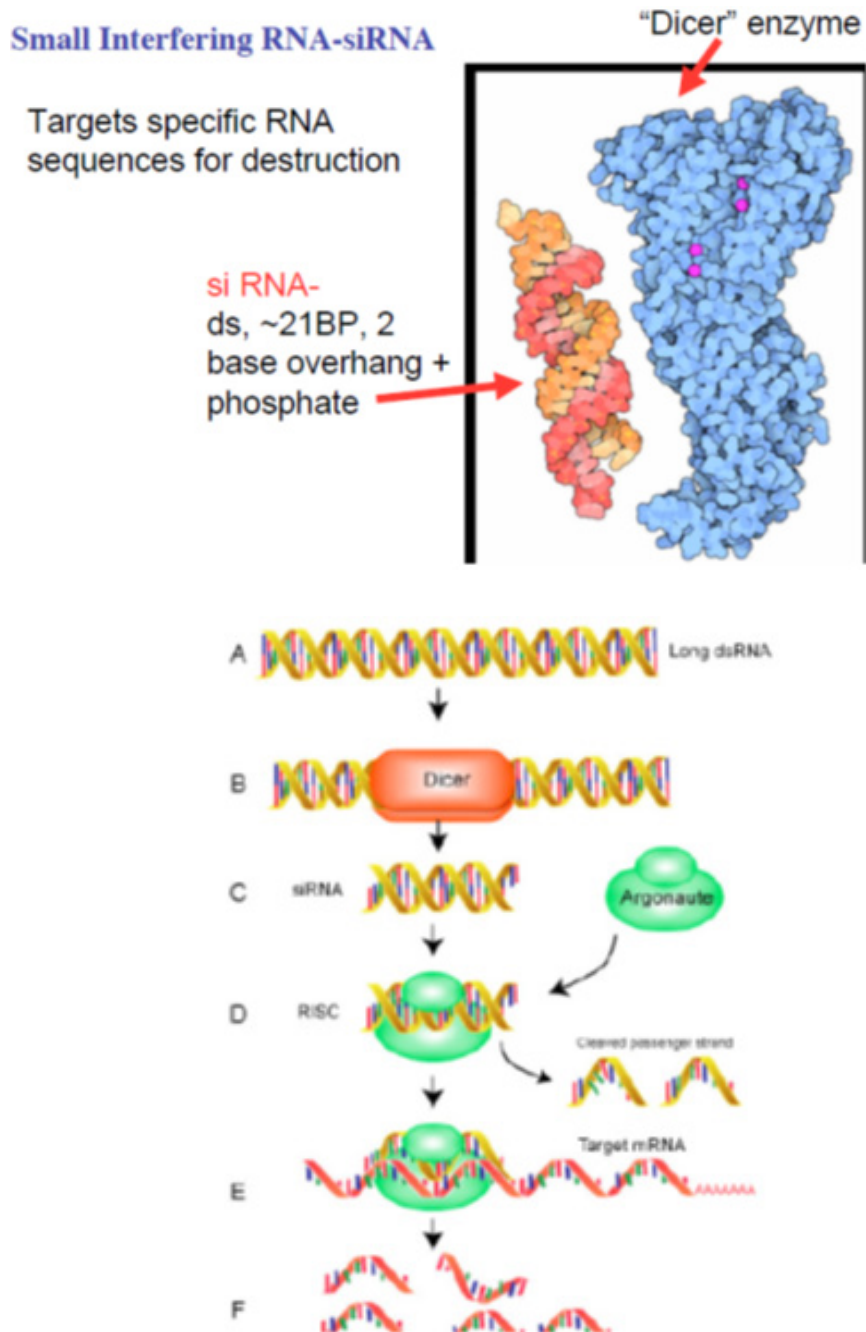 Small Interfering RNA-siRNA
“Dicer” enzyme
Targets specific RNA
sequences for destruction
si RNA-
ds, ~21BP, 2
base overhang +
phosphate
A
Long dsRNA
B
Dicer
C
siRNA
Argonaute
D
RISC
Cleaved passenger strand
Target mRNA
E
AAAAAAA
F